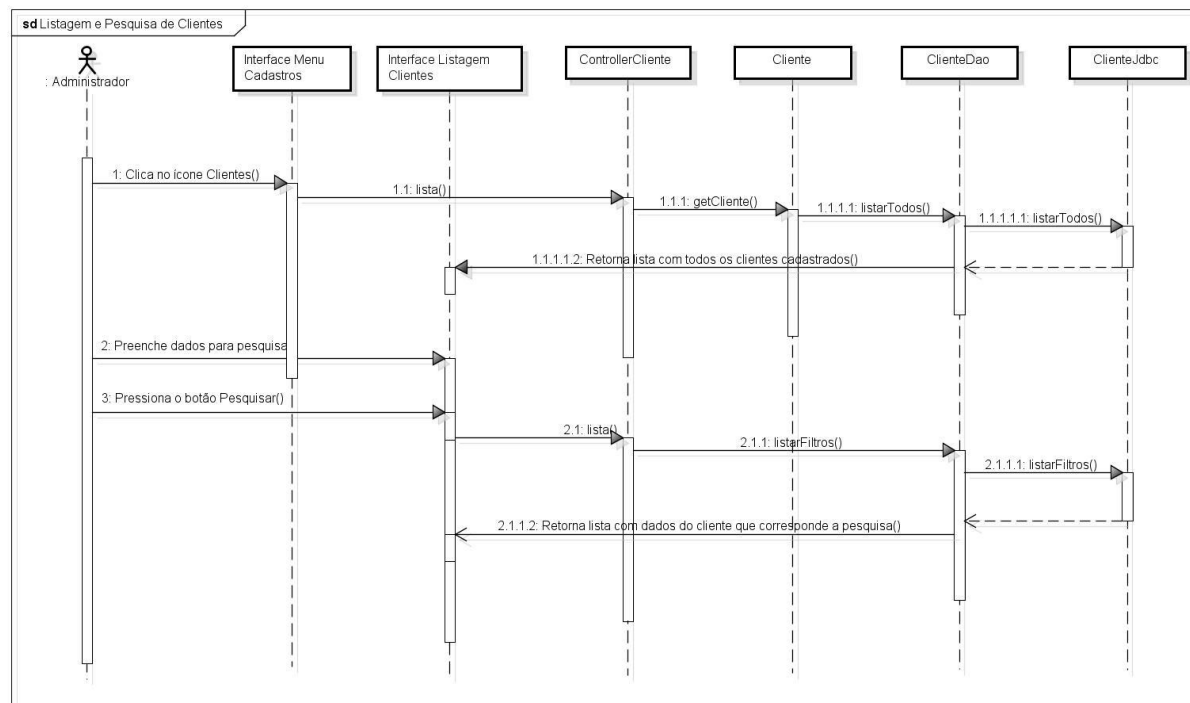 sd Listagem e Pesquisa de Clientes
: Administrador
Interface Menu
Cadastros
Interface Listagem
Clientes
ControllerCliente
Cliente
ClienteDao
ClienteJdbc
1: Clica no ícone Clientes()
1.1: lista()
1.1.1: getCliente()
1.1.1.1: listarTodos()
1.1.1.1.1: listarTodos()
1.1.1.1.2: Retorna lista com todos os clientes cadastrados()
2: Preenche dados para pesquisa
3: Pressiona o botão Pesquisar()
2.1: lista()
2.1.1: listarFiltros()
2.1.1.1: listarFiltros()
2.1.1.2: Retorna lista com dados do cliente que corresponde a pesquisa()